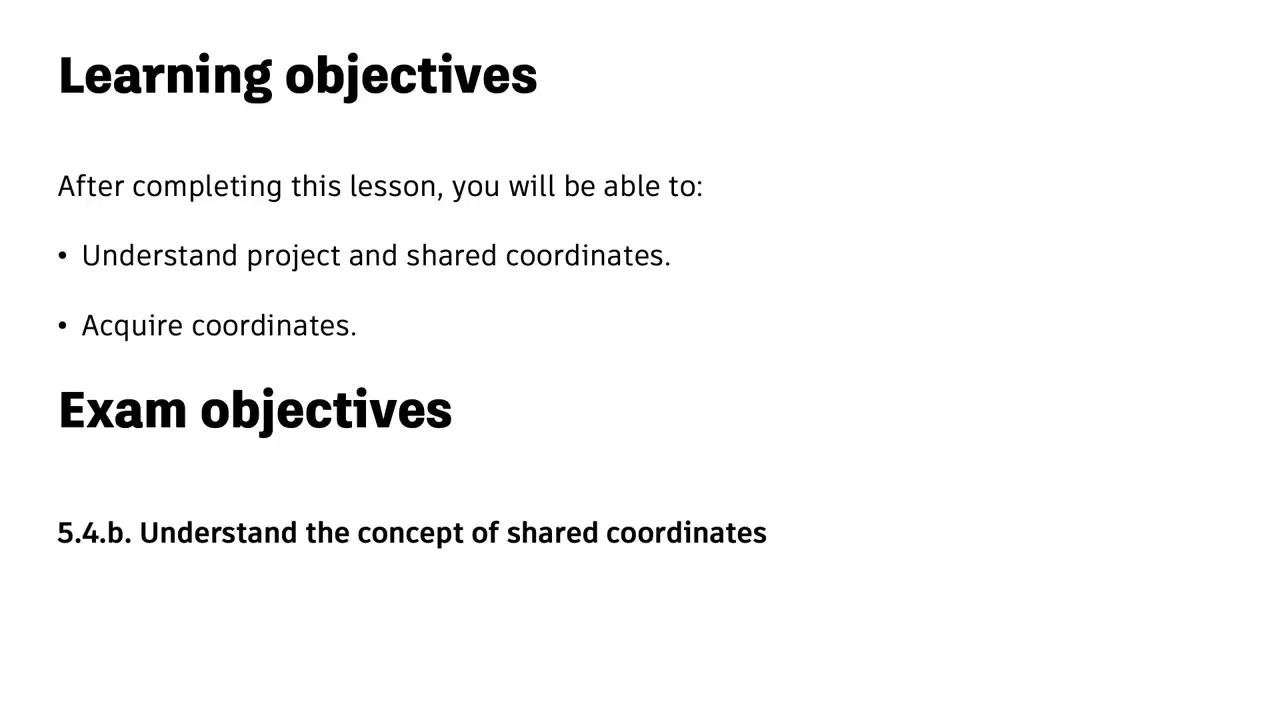 Learning objectives
After completing this lesson, you will be able to:
• Understand project and shared coordinates.
• Acquire coordinates.
Exam objectives
5.4.b. Understand the concept of shared coordinates